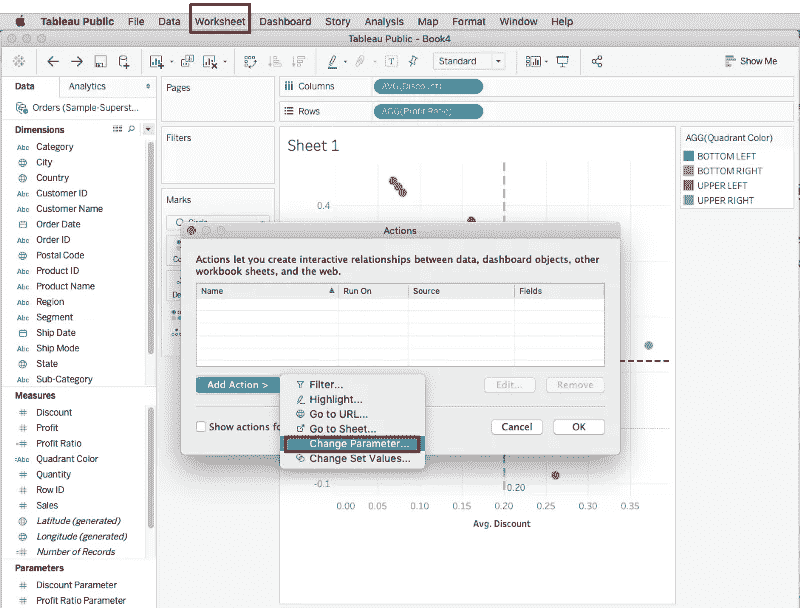 Tableau Public File Data Worksheet Dashboard Story Analysis Map Format Window Help
Tableau Public - Book4
Standard
Show Me
Data Analytics
Pages
Columns
AVG(Discount)
Orders (Sample-Superst...
Rows
AGG(Profit Ratio)
Dimensions
Filters
Sheet 1
AGG(Quadrant Color)
BOTTOM LEFT
BOTTOM RIGHT
UPPER LEFT
UPPER RIGHT
Abc Category
City
Country
Abc Customer ID
Abc Customer Name
Order Date
Abc Order ID
Postal Code
Abc Product ID
Abc Product Name
Abc Region
Abc Segment
Ship Date
Abc Ship Mode
State
Abc Sub-Category
Marks
0.4
Actions
Actions let you create interactive relationships between data, dashboard objects, other
workbook sheets, and the web.
Name Run On Source Fields
Add Action >
Edit...
Remove
Filter...
Highlight...
Go to URL...
Go to Sheet...
Change Parameter...
Change Set Values...
Show actions fo
Cancel
OK
Measures
Discount
Profit
Profit Ratio
=Abc Quadrant Color
Quantity
Row ID
Sales
Latitude (generated)
Longitude (generated)
Number of Records
Parameters
Discount Parameter
Profit Ratio Parameter
-0.1
0.20
0.00 0.05 0.10 0.15 0.20 0.25 0.30 0.35
Avg. Discount